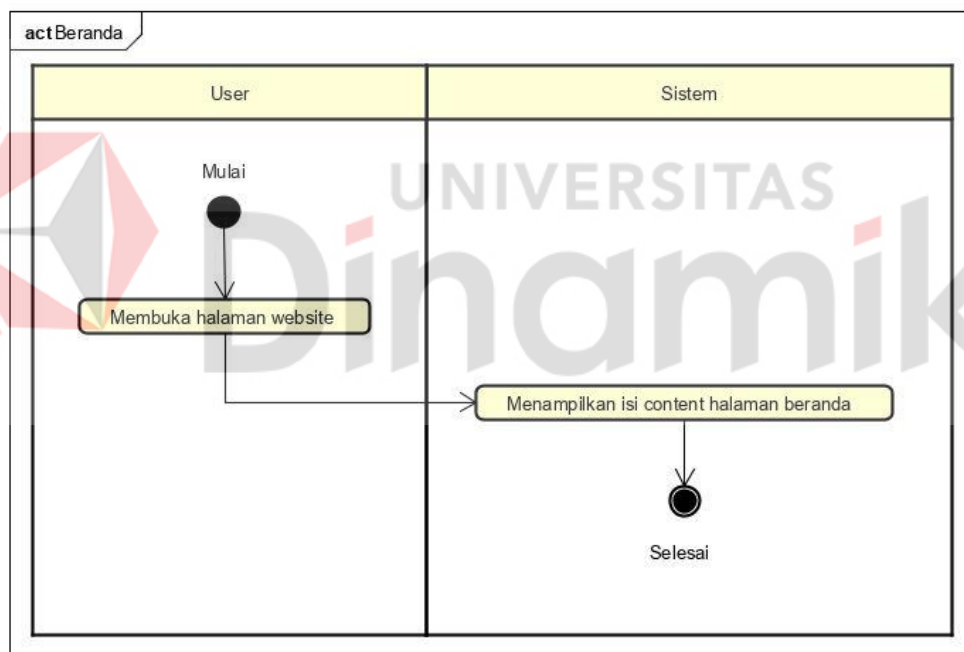 act Beranda
User
Sistem
Mulai
UNIVERSITAS
Dinamik
Membuka halaman website
Menampilkan isi content halaman beranda
Selesai